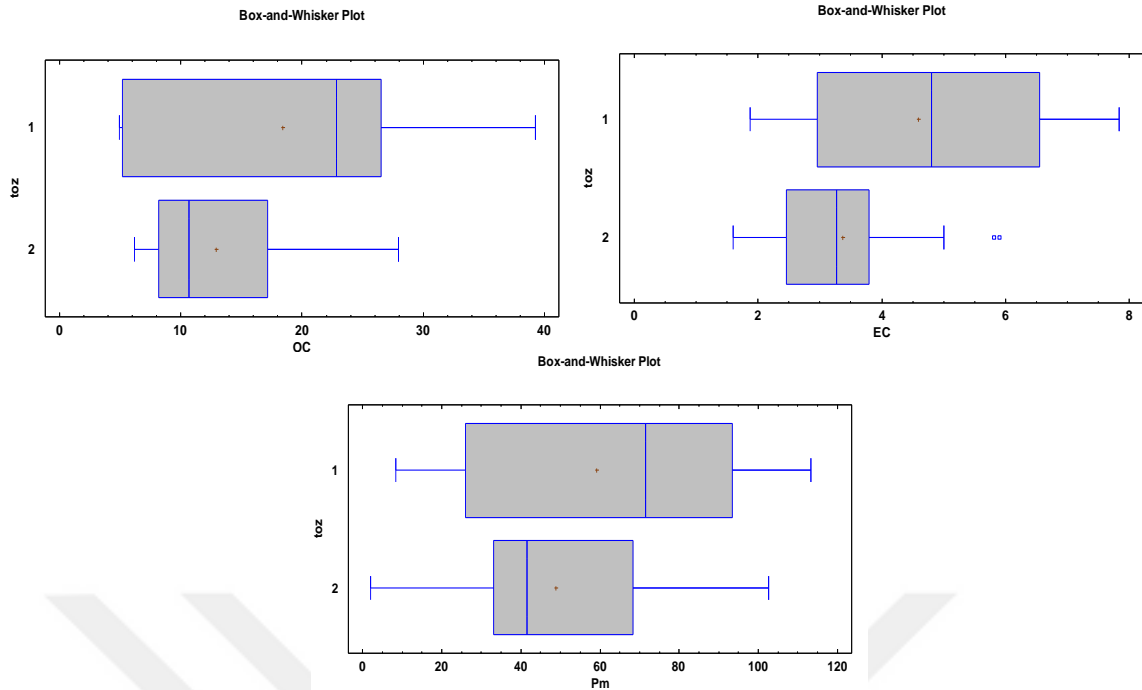 Box-and-Whisker Plot
1
toz
2
0 10 20 30 40
OC
Box-and-Whisker Plot
1
toz
2
0 2 4 6 8
EC
Box-and-Whisker Plot
1
toz
2
0 20 40 60 80 100 120
Pm